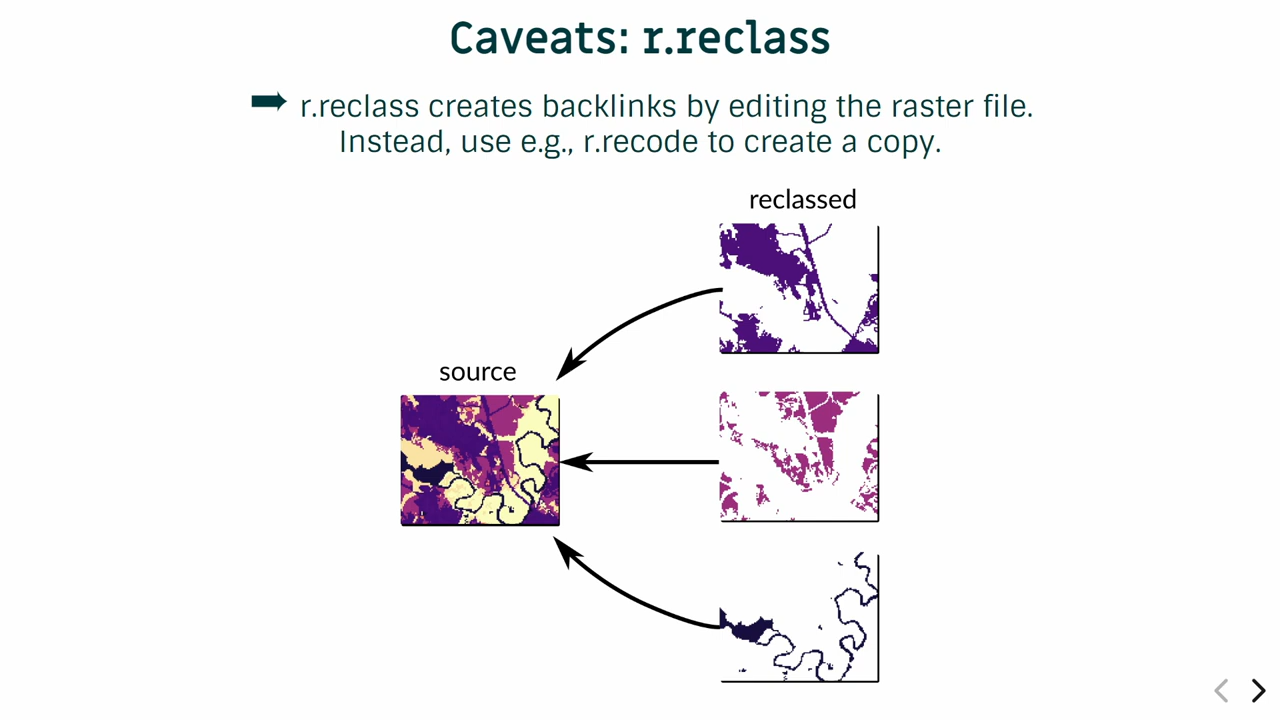 Caveats: r.reclass
➡ r.reclass creates backlinks by editing the raster file.
Instead, use e.g., r.recode to create a copy.
reclassed
source